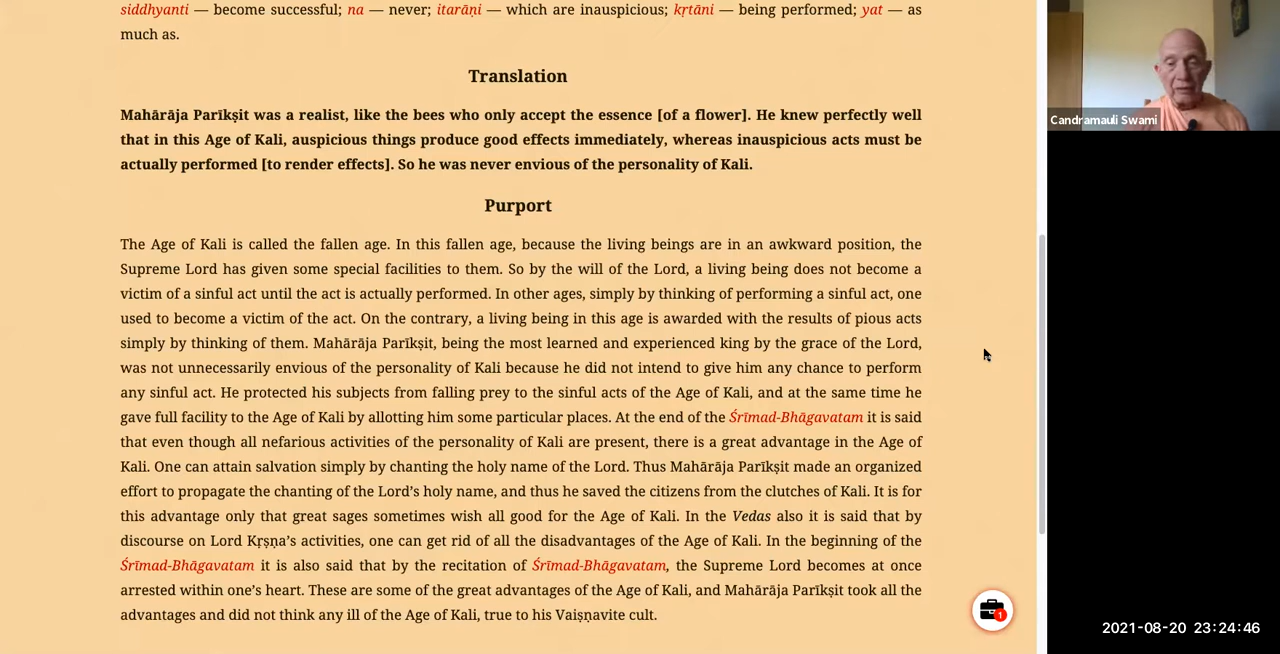 siddhyanti — become successful; na — never; itarāṇi — which are inauspicious; kṛtāni — being performed; yat — as
much as.
Translation
Mahārāja Parīkṣit was a realist, like the bees who only accept the essence [of a flower]. He knew perfectly well
that in this Age of Kali, auspicious things produce good effects immediately, whereas inauspicious acts must be
actually performed [to render effects]. So he was never envious of the personality of Kali.
Purport
The Age of Kali is called the fallen age. In this fallen age, because the living beings are in an awkward position, the
Supreme Lord has given some special facilities to them. So by the will of the Lord, a living being does not become a
victim of a sinful act until the act is actually performed. In other ages, simply by thinking of performing a sinful act, one
used to become a victim of the act. On the contrary, a living being in this age is awarded with the results of pious acts
simply by thinking of them. Mahārāja Parīkṣit, being the most learned and experienced king by the grace of the Lord,
was not unnecessarily envious of the personality of Kali because he did not intend to give him any chance to perform
any sinful act. He protected his subjects from falling prey to the sinful acts of the Age of Kali, and at the same time he
gave full facility to the Age of Kali by allotting him some particular places. At the end of the Śrīmad-Bhāgavatam it is said
that even though all nefarious activities of the personality of Kali are present, there is a great advantage in the Age of
Kali. One can attain salvation simply by chanting the holy name of the Lord. Thus Mahārāja Parīkṣit made an organized
effort to propagate the chanting of the Lord’s holy name, and thus he saved the citizens from the clutches of Kali. It is for
this advantage only that great sages sometimes wish all good for the Age of Kali. In the Vedas also it is said that by
discourse on Lord Kṛṣṇa’s activities, one can get rid of all the disadvantages of the Age of Kali. In the beginning of the
Śrīmad-Bhāgavatam it is also said that by the recitation of Śrīmad-Bhāgavatam, the Supreme Lord becomes at once
arrested within one’s heart. These are some of the great advantages of the Age of Kali, and Mahārāja Parīkṣit took all the
advantages and did not think any ill of the Age of Kali, true to his Vaiṣṇavite cult.
Candramauli Swami
1
2021-08-20 23:24:46